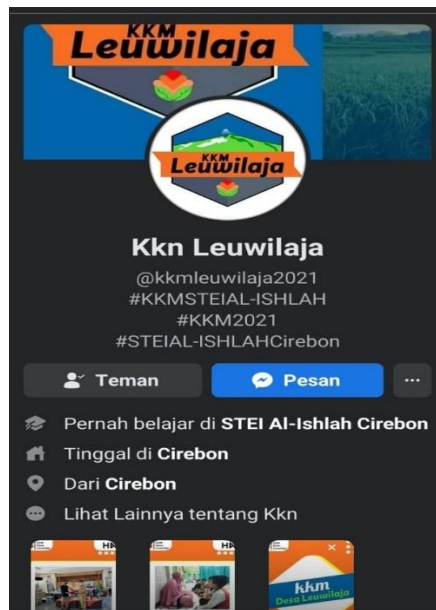 KKM
Leuwilaja
KKM
Leuwilaja
Kkn Leuwilaja
@kkmleuwilaja2021
#KKMSTEIAL-ISHLAH
#KKM2021
#STEIAL-ISHLAHCirebon
Teman
Pesan
Pernah belajar di STEI Al-Ishlah Cirebon
Tinggal di Cirebon
Dari Cirebon
Lihat Lainnya tentang Kkn
kkm
Desa Leuwilaja